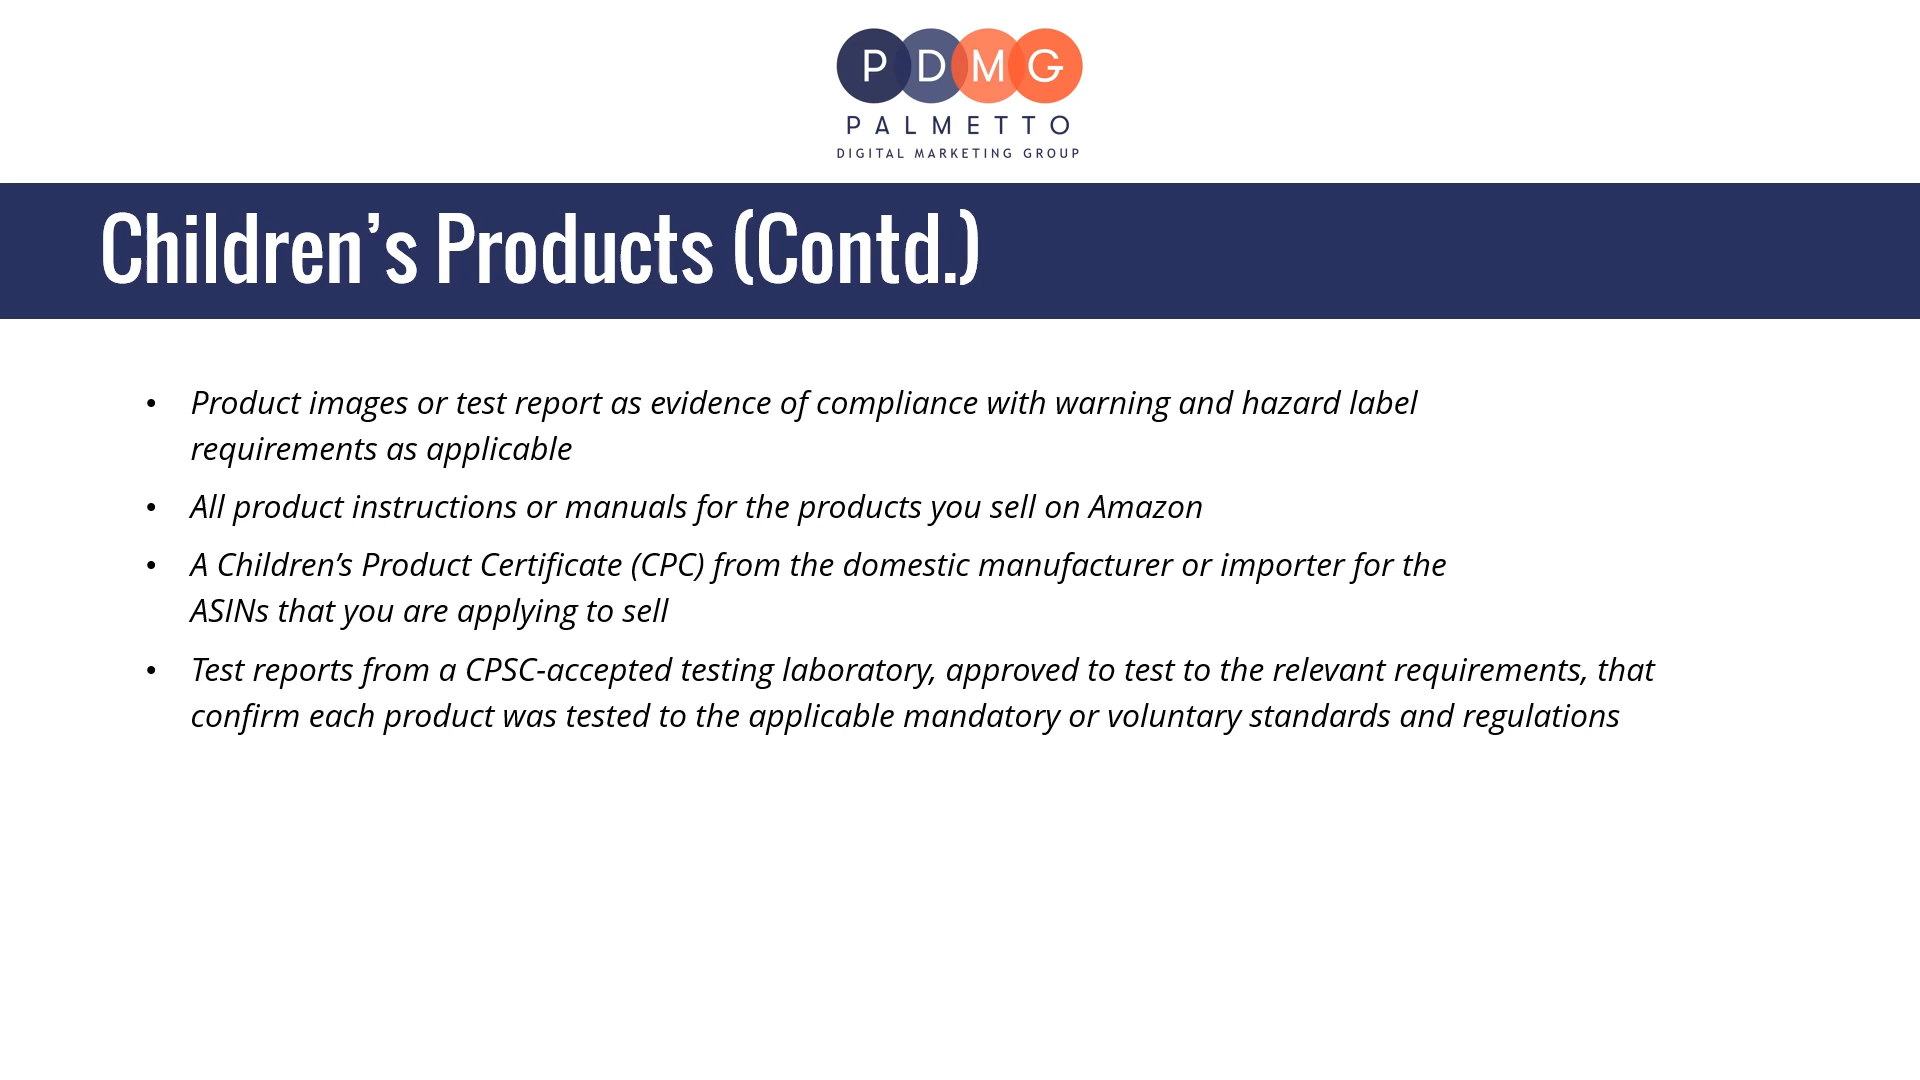 P D M G
PALMETTO
DIGITAL MARKETING GROUP
Children’s Products (Contd.)
• Product images or test report as evidence of compliance with warning and hazard label
requirements as applicable
• All product instructions or manuals for the products you sell on Amazon
• A Children’s Product Certificate (CPC) from the domestic manufacturer or importer for the
ASINs that you are applying to sell
• Test reports from a CPSC-accepted testing laboratory, approved to test to the relevant requirements, that
confirm each product was tested to the applicable mandatory or voluntary standards and regulations